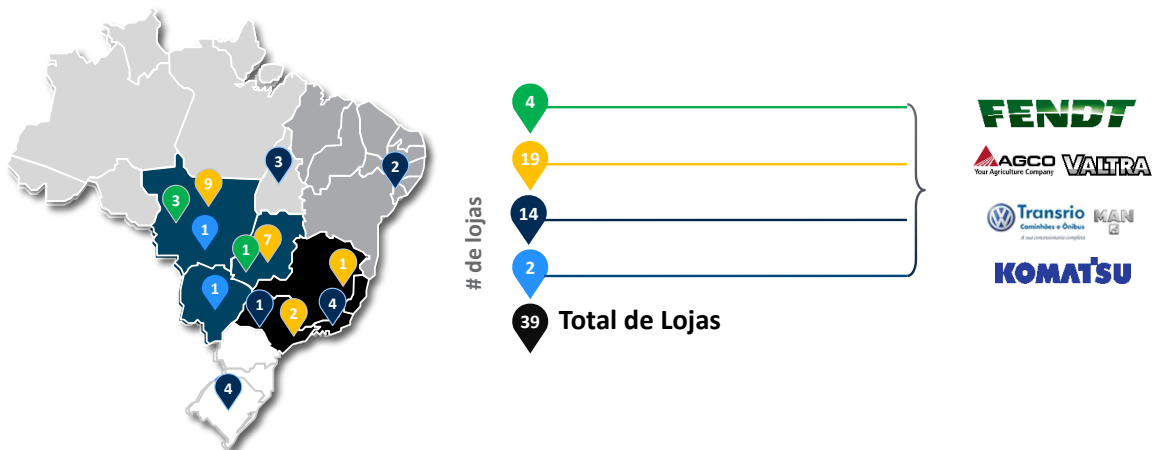 3
2
9
3
1
7
1
1
1
1
2
4
4
# de lojas
4
19
14
2
39 Total de Lojas
FENDT
AGCO
Your Agriculture Company
VALTRA
Transrio
Caminhões e Ônibus
A sua concessionária completa
MAN
KOMATSU